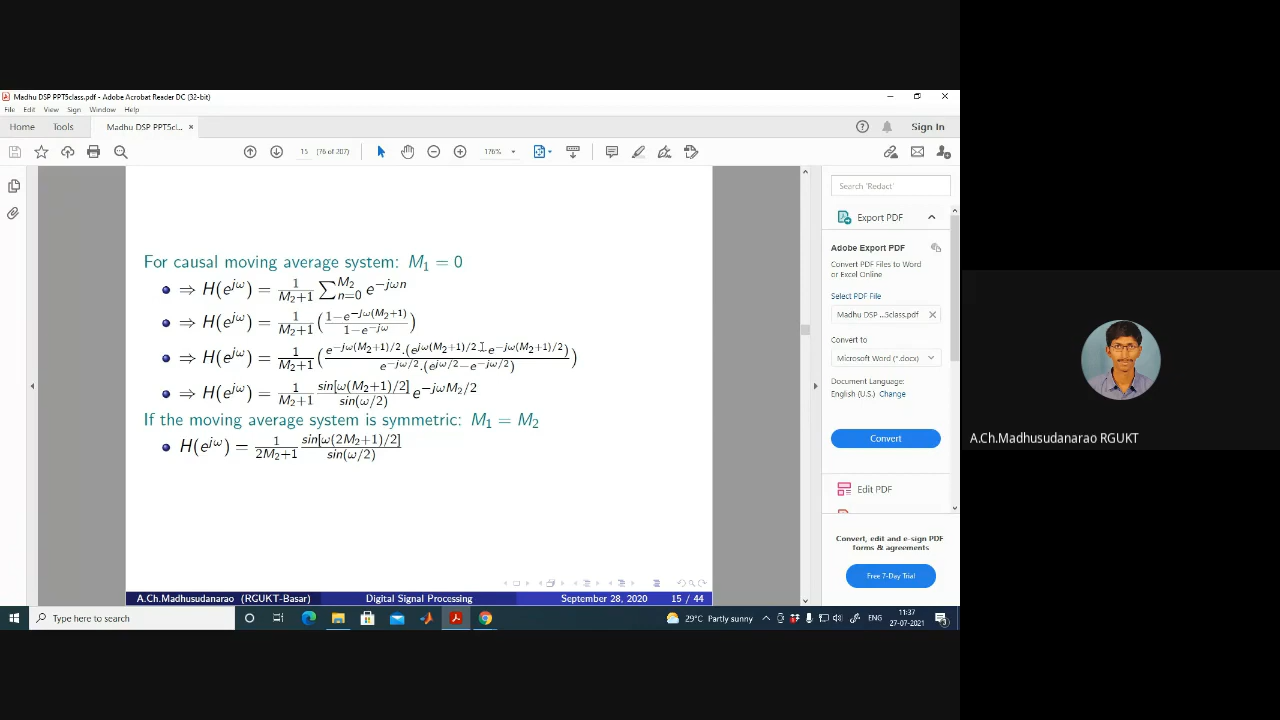 Madhu DSP PPT5class.pdf - Adobe Acrobat Reader DC (32-bit)
File Edit View Sign Window Help
Home Tools Madhu DSP PPT5cl... × Sign In
15 (76 of 207) 176%
For causal moving average system: M₁ = 0
⇒ H(e^{jω}) = \frac{1}{M₂+1} ∑_{n=0}^{M₂} e^{−jωn}
⇒ H(e^{jω}) = \frac{1}{M₂+1} (\frac{1−e^{−jω(M₂+1)}}{1−e^{−jω}})
⇒ H(e^{jω}) = \frac{1}{M₂+1} (\frac{e^{−jω(M₂+1)/2}.(e^{jω(M₂+1)/2}−e^{−jω(M₂+1)/2})}{e^{−jω/2}.(e^{jω/2}−e^{−jω/2})})
⇒ H(e^{jω}) = \frac{1}{M₂+1} \frac{sin[ω(M₂+1)/2]}{sin(ω/2)} e^{−jωM₂/2}
If the moving average system is symmetric: M₁ = M₂
H(e^{jω}) = \frac{1}{2M₂+1} \frac{sin[ω(2M₂+1)/2]}{sin(ω/2)}
A.Ch.Madhusudanarao (RGUKT-Basar) Digital Signal Processing September 28, 2020 15 / 44
Search 'Redact'
Export PDF
Adobe Export PDF
Convert PDF Files to Word
or Excel Online
Select PDF File
Madhu DSP ...5class.pdf
Convert to
Microsoft Word (*.docx)
Document Language:
English (U.S.) Change
Convert
Edit PDF
Convert, edit and e-sign PDF
forms & agreements
Free 7-Day Trial
Type here to search
29°C Partly sunny ENG 11:37
27-07-2021
A.Ch.Madhusudanarao RGUKT